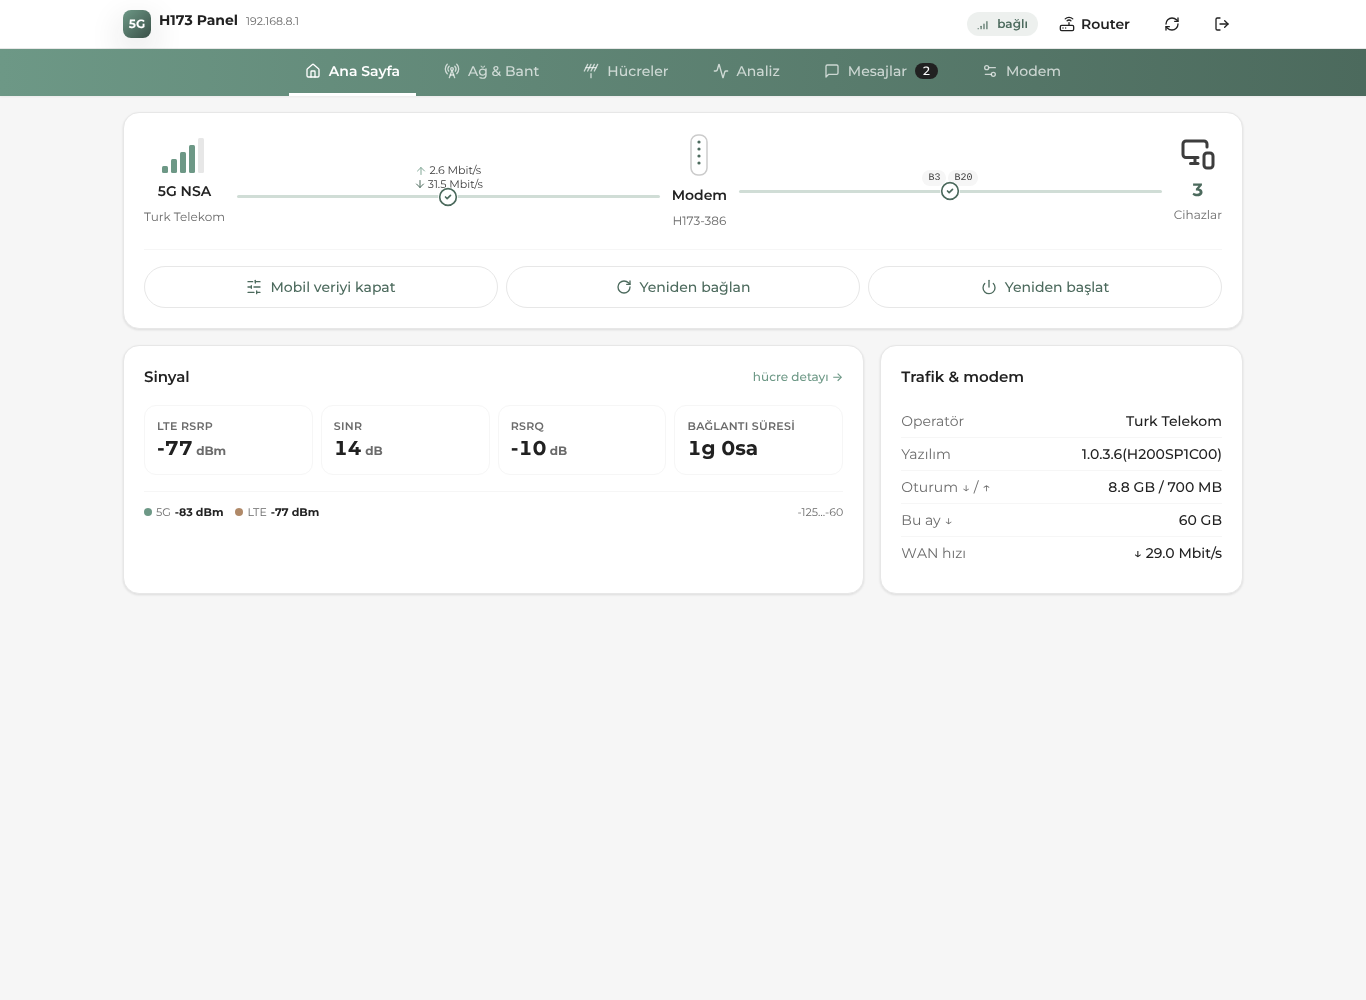 5G H173 Panel 192.168.8.1 bağlı Router
Ana Sayfa Ağ & Bant Hücreler Analiz Mesajlar 2 Modem
5G NSA
Turk Telekom
↑ 2.6 Mbit/s
↓ 31.5 Mbit/s
Modem
H173-386
B3 B20
3
Cihazlar
Mobil veriyi kapat Yeniden bağlan Yeniden başlat
Sinyal hücre detayı →
LTE RSRP
-77 dBm
SINR
14 dB
RSRQ
-10 dB
BAĞLANTI SÜRESİ
1g 0sa
5G -83 dBm LTE -77 dBm -125…-60
Trafik & modem
Operatör Turk Telekom
Yazılım 1.0.3.6(H200SP1C00)
Oturum ↓ / ↑ 8.8 GB / 700 MB
Bu ay ↓ 60 GB
WAN hızı ↓ 29.0 Mbit/s